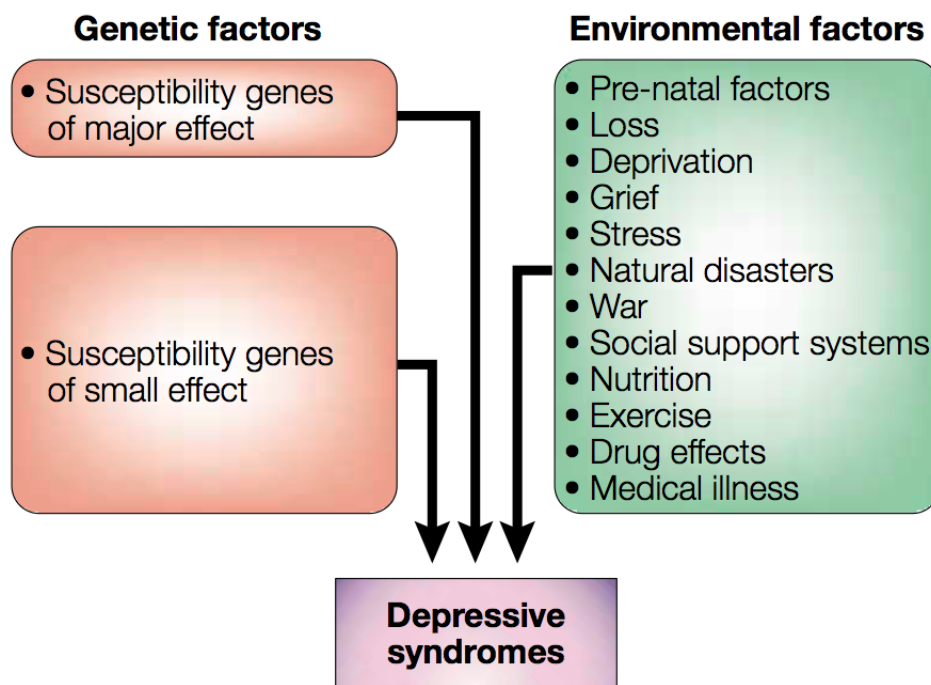 Genetic factors
• Susceptibility genes
of major effect
• Susceptibility genes
of small effect
Environmental factors
• Pre-natal factors
• Loss
• Deprivation
• Grief
• Stress
• Natural disasters
• War
• Social support systems
• Nutrition
• Exercise
• Drug effects
• Medical illness
Depressive
syndromes